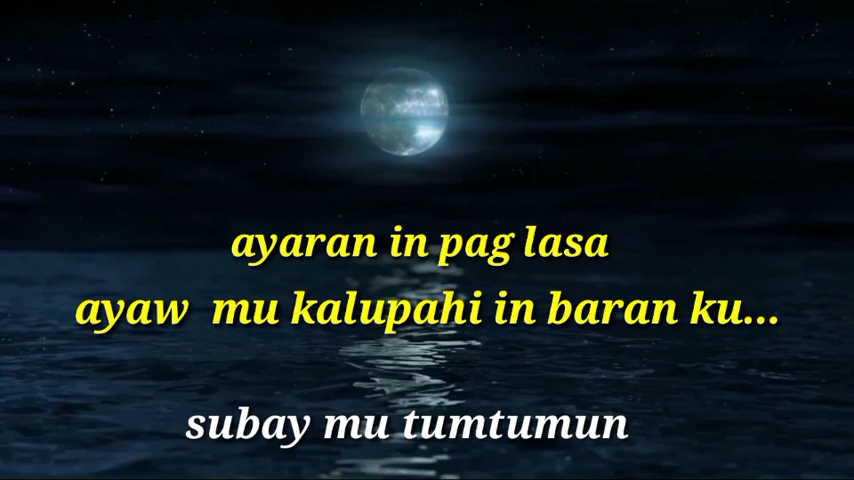 ayaran in pag lasa
ayaw mu kalupahi in baran ku...
subay mu tumtumun